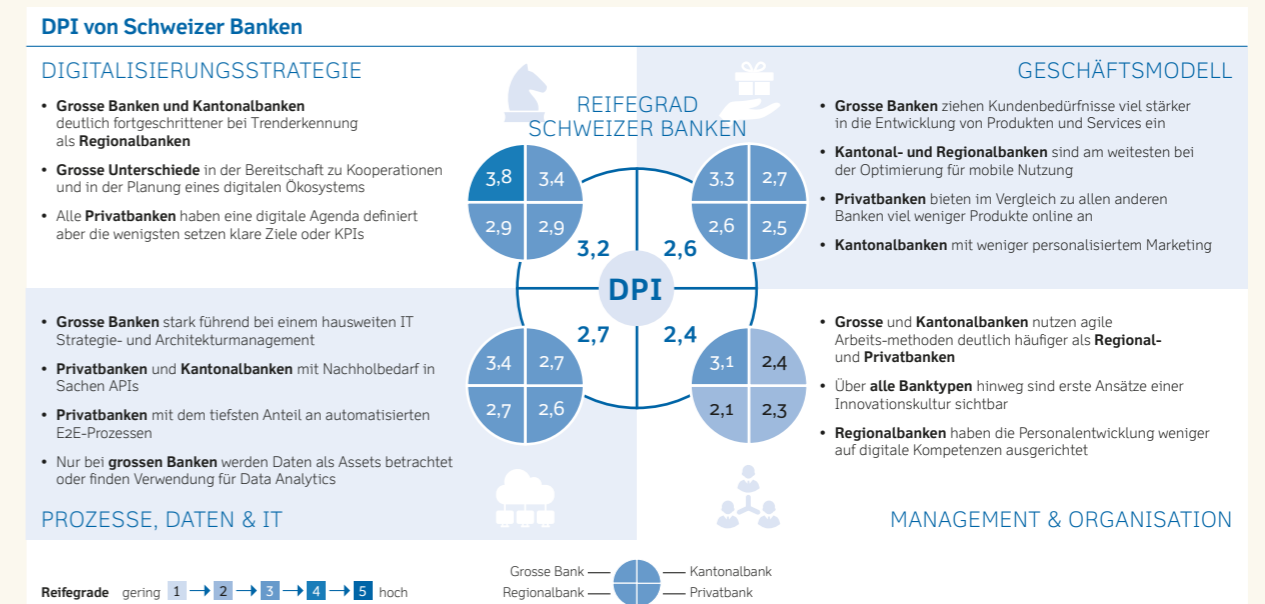 DPI von Schweizer Banken
DIGITALISIERUNGSSTRATEGIE
• Grosse Banken und Kantonalbanken
deutlich fortgeschrittener bei Trenderkennung
als Regionalbanken
• Grosse Unterschiede in der Bereitschaft zu Kooperationen
und in der Planung eines digitalen Ökosystems
• Alle Privatbanken haben eine digitale Agenda definiert
aber die wenigsten setzen klare Ziele oder KPIs
REIFEGRAD
SCHWEIZER BANKEN
3,8 3,4
2,9 2,9
3,2
GESCHÄFTSMODELL
• Grosse Banken ziehen Kundenbedürfnisse viel stärker
in die Entwicklung von Produkten und Services ein
• Kantonal- und Regionalbanken sind am weitesten bei
der Optimierung für mobile Nutzung
• Privatbanken bieten im Vergleich zu allen anderen
Banken viel weniger Produkte online an
• Kantonalbanken mit weniger personalisiertem Marketing
3,3 2,7
2,6 2,5
2,6
DPI
• Grosse Banken stark führend bei einem hausweiten IT
Strategie- und Architekturmanagement
• Privatbanken und Kantonalbanken mit Nachholbedarf in
Sachen APIs
• Privatbanken mit dem tiefsten Anteil an automatisierten
E2E-Prozessen
• Nur bei grossen Banken werden Daten als Assets betrachtet
oder finden Verwendung für Data Analytics
PROZESSE, DATEN & IT
2,7
3,4 2,7
2,7 2,6
2,4
3,1 2,4
2,1 2,3
• Grosse und Kantonalbanken nutzen agile
Arbeits-methoden deutlich häufiger als Regional-
und Privatbanken
• Über alle Banktypen hinweg sind erste Ansätze einer
Innovationskultur sichtbar
• Regionalbanken haben die Personalentwicklung weniger
auf digitale Kompetenzen ausgerichtet
MANAGEMENT & ORGANISATION
Reifegrade gering 1 → 2 → 3 → 4 → 5 hoch
Grosse Bank Kantonalbank
Regionalbank Privatbank